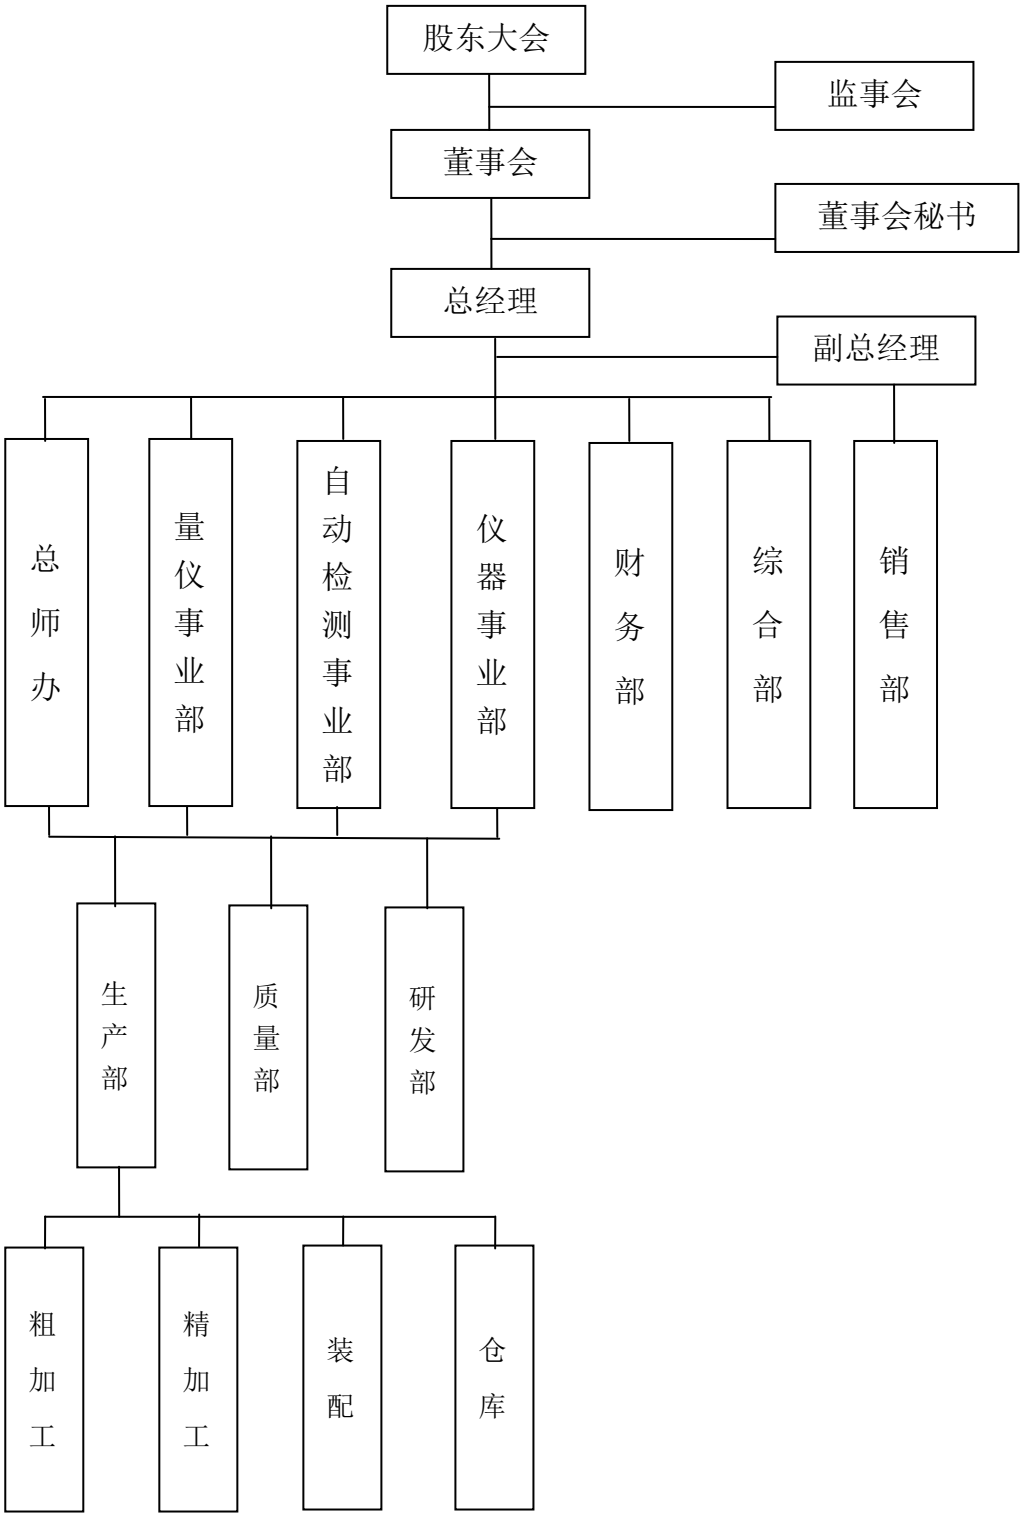 股东大会
监事会
董事会
董事会秘书
总经理
副总经理
总师办
量仪事业部
自动检测事业部
仪器事业部
财务部
综合部
销售部
生产部
质量部
研发部
粗加工
精加工
装配
仓库